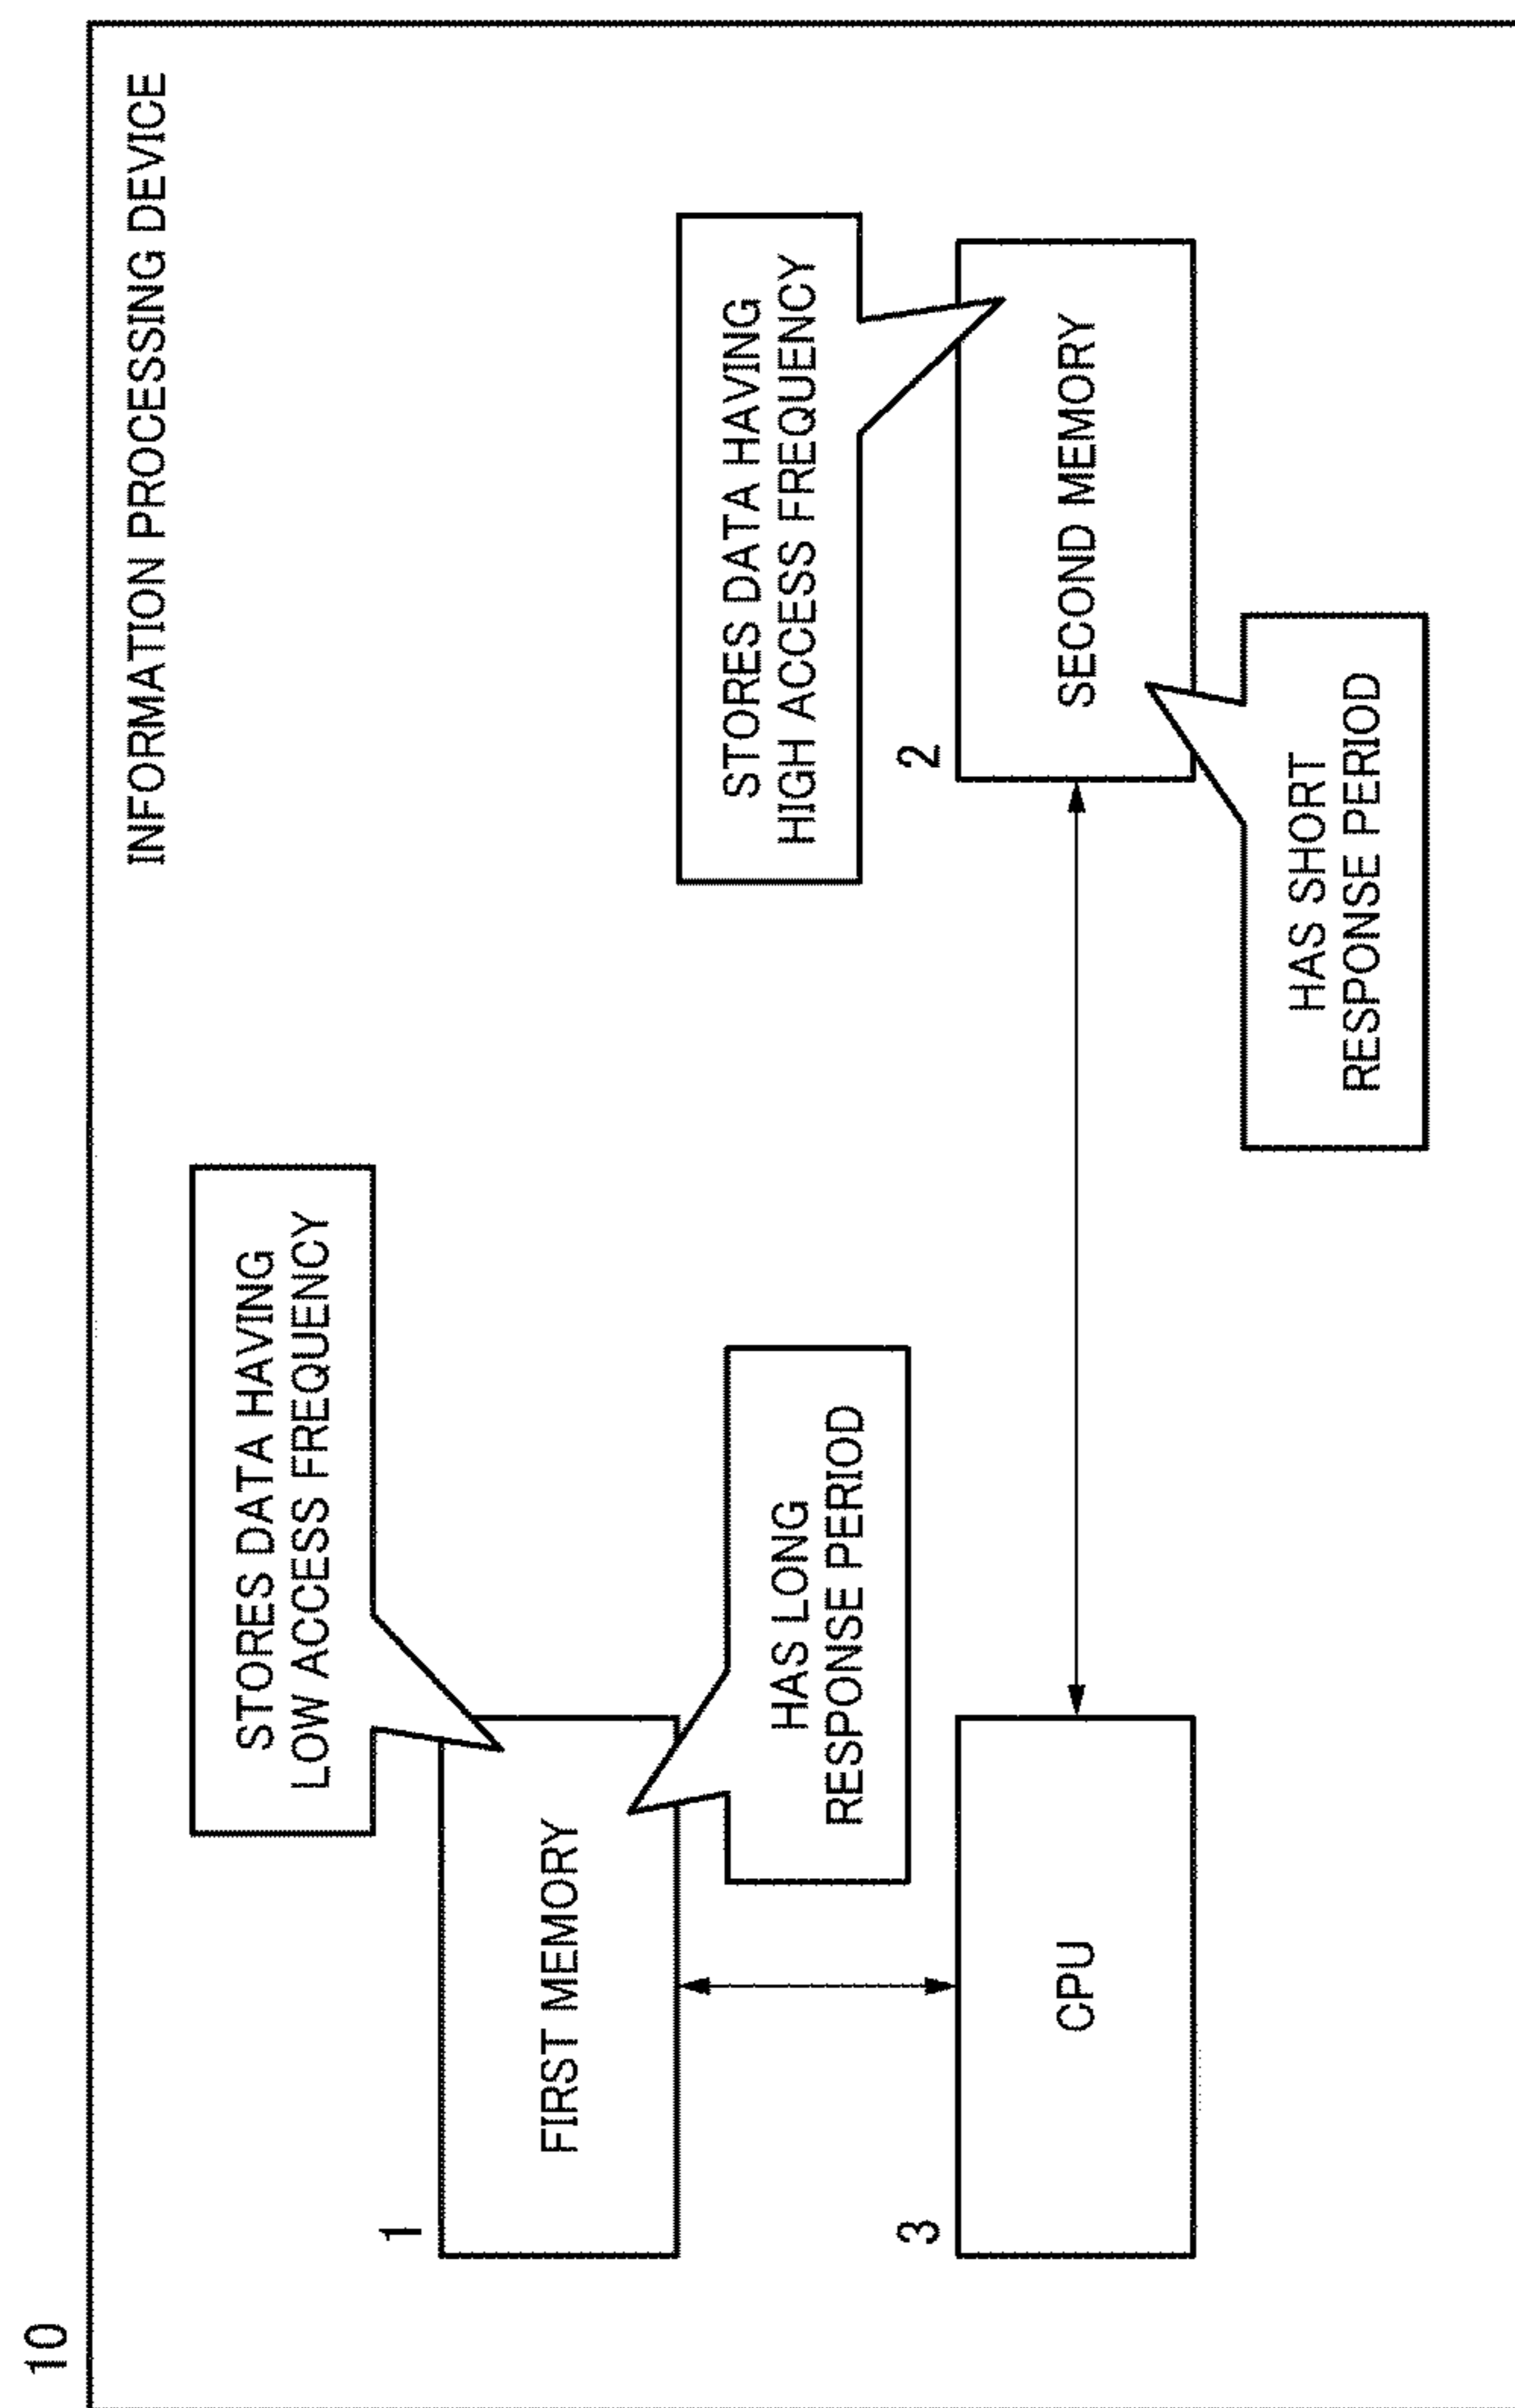 10
INFORMATION PROCESSING DEVICE
STORES DATA HAVING
LOW ACCESS FREQUENCY
1
FIRST MEMORY
HAS LONG
RESPONSE PERIOD
STORES DATA HAVING
HIGH ACCESS FREQUENCY
3
CPU
2
SECOND MEMORY
HAS SHORT
RESPONSE PERIOD